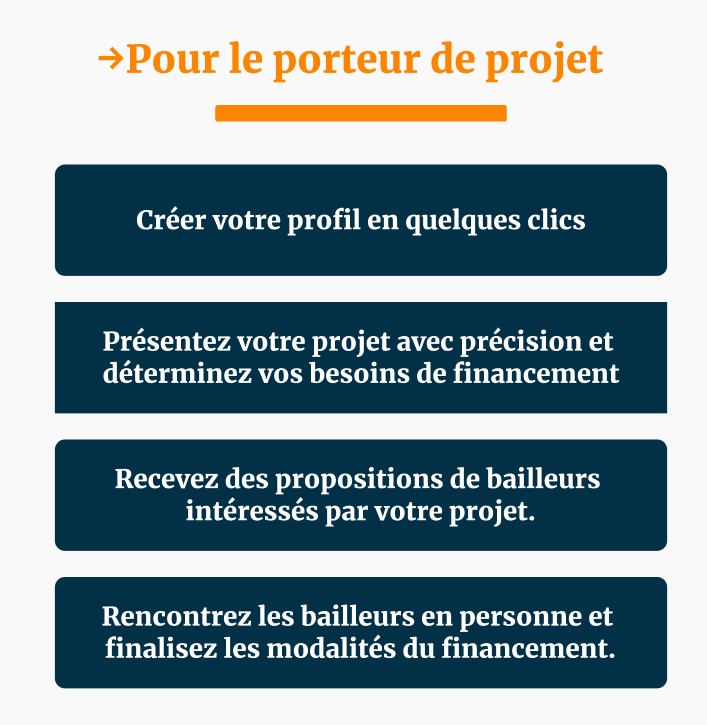 →Pour le porteur de projet
Créer votre profil en quelques clics
Présentez votre projet avec précision et
déterminez vos besoins de financement
Recevez des propositions de bailleurs
intéressés par votre projet.
Rencontrez les bailleurs en personne et
finalisez les modalités du financement.